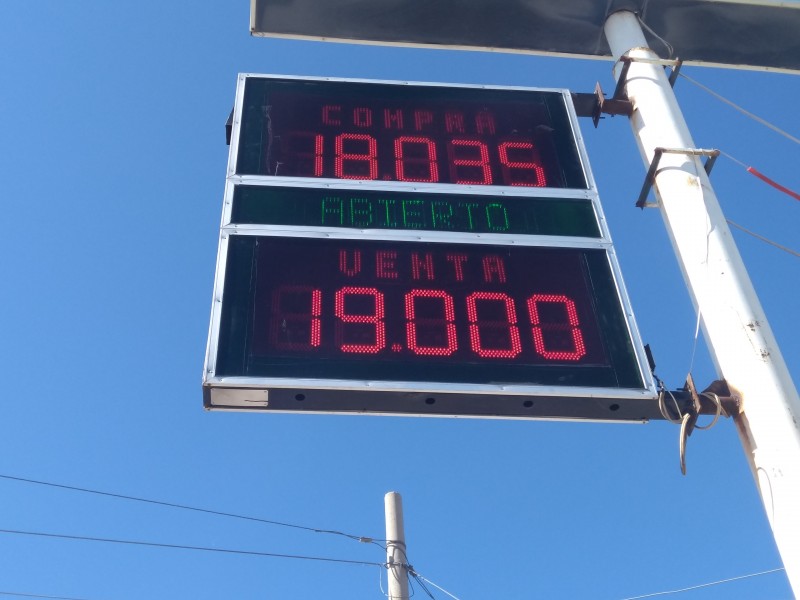 COMPRA
18.035
ABIERTO
VENTA
19.000